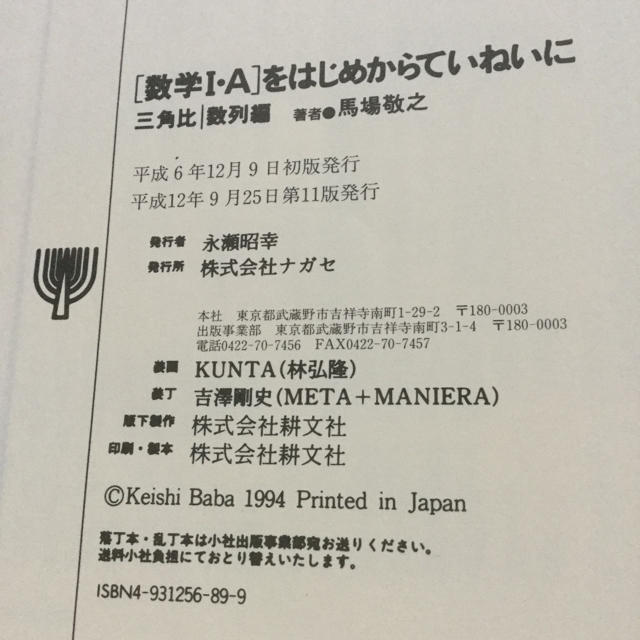 [数学I・A]をはじめからていねいに
三角比|数列編 著者●馬場敬之
平成6年12月9日初版発行
平成12年9月25日第11版発行
発行者 永瀬昭幸
発行所 株式会社ナガセ
本社 東京都武蔵野市吉祥寺南町1-29-2 〒180-0003
出版事業部 東京都武蔵野市吉祥寺南町3-1-4 〒180-0003
電話0422-70-7456 FAX0422-70-7457
装画 KUNTA(林弘隆)
装丁 吉澤剛史(META+MANIERA)
版下製作 株式会社耕文社
印刷・製本 株式会社耕文社
©Keishi Baba 1994 Printed in Japan
落丁本・乱丁本は小社出版事業部宛お送りください。
送料小社負担にておとり替えいたします。
ISBN4-931256-89-9